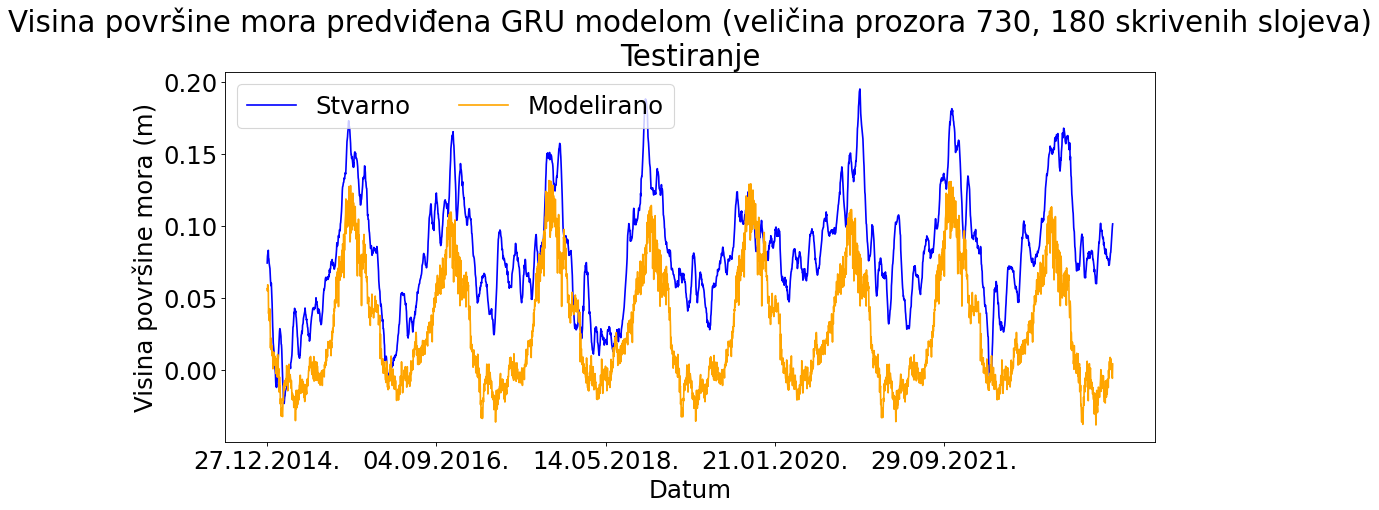 Visina površine mora predviđena GRU modelom (veličina prozora 730, 180 skrivenih slojeva)
Testiranje
Stvarno Modelirano
Visina površine mora (m)
0.20
0.15
0.10
0.05
0.00
27.12.2014. 04.09.2016. 14.05.2018. 21.01.2020. 29.09.2021.
Datum